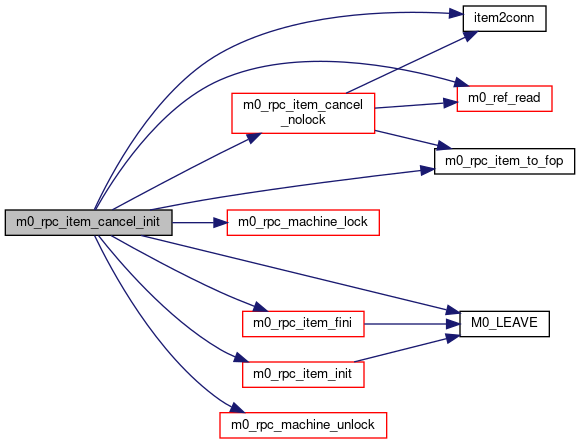 item2conn
m0_rpc_item_cancel
_nolock
m0_ref_read
m0_rpc_item_to_fop
m0_rpc_item_cancel_init
m0_rpc_machine_lock
m0_rpc_item_fini
M0_LEAVE
m0_rpc_item_init
m0_rpc_machine_unlock